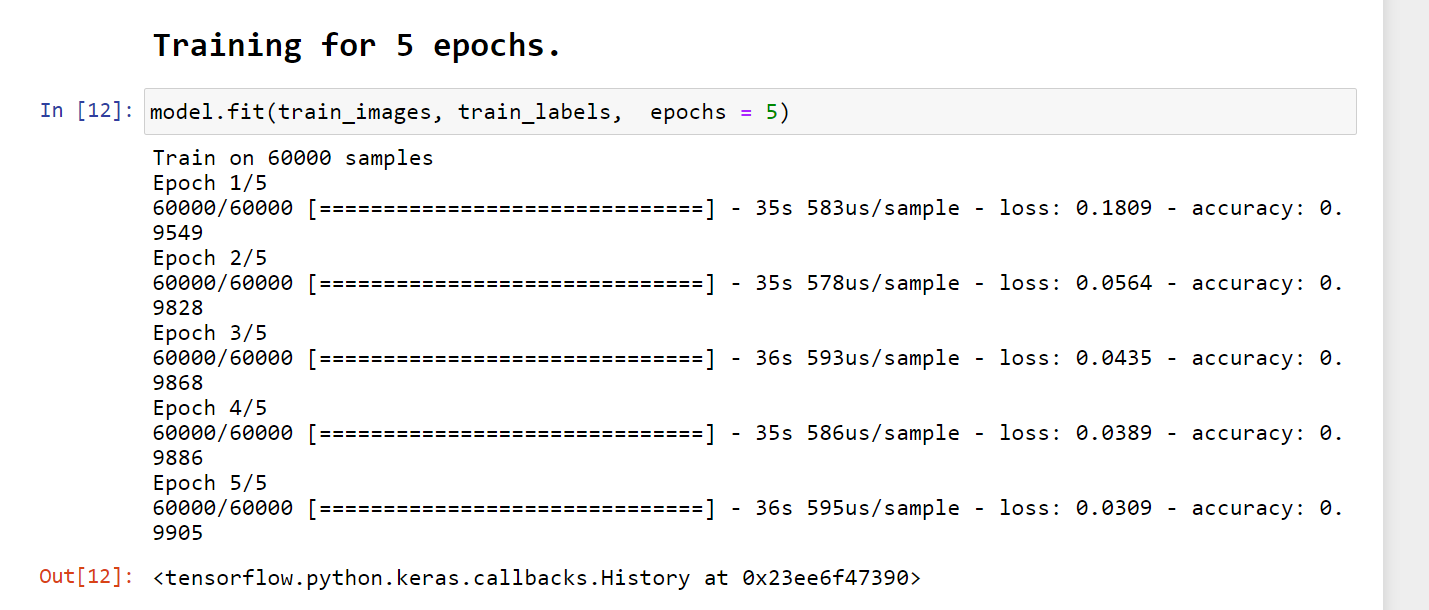 Training for 5 epochs.
In [12]: model.fit(train_images, train_labels,  epochs = 5)
Train on 60000 samples
Epoch 1/5
60000/60000 [==============================] - 35s 583us/sample - loss: 0.1809 - accuracy: 0.
9549
Epoch 2/5
60000/60000 [==============================] - 35s 578us/sample - loss: 0.0564 - accuracy: 0.
9828
Epoch 3/5
60000/60000 [==============================] - 36s 593us/sample - loss: 0.0435 - accuracy: 0.
9868
Epoch 4/5
60000/60000 [==============================] - 35s 586us/sample - loss: 0.0389 - accuracy: 0.
9886
Epoch 5/5
60000/60000 [==============================] - 36s 595us/sample - loss: 0.0309 - accuracy: 0.
9905
Out[12]: <tensorflow.python.keras.callbacks.History at 0x23ee6f47390>